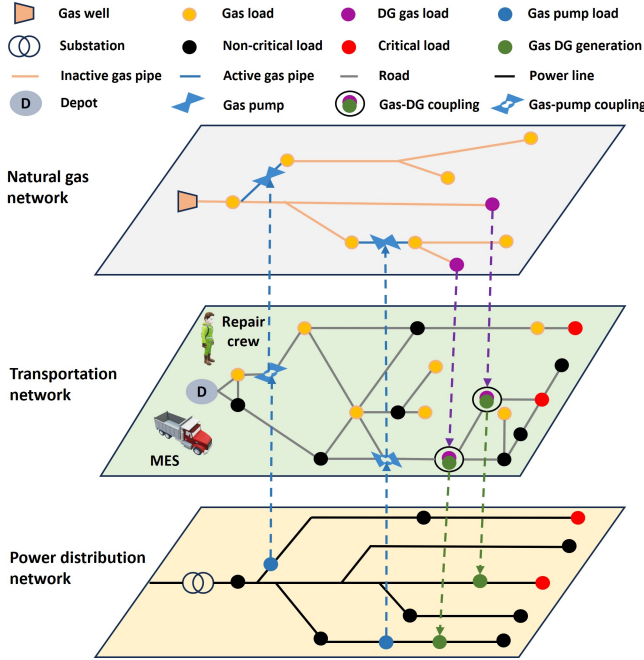 Gas well
Gas load
DG gas load
Gas pump load
Substation
Non-critical load
Critical load
Gas DG generation
Inactive gas pipe
Active gas pipe
Road
Power line
D
Depot
Gas pump
Gas-DG coupling
Gas-pump coupling
Natural gas
network
Repair
crew
Transportation
network
D
MES
Power distribution
network